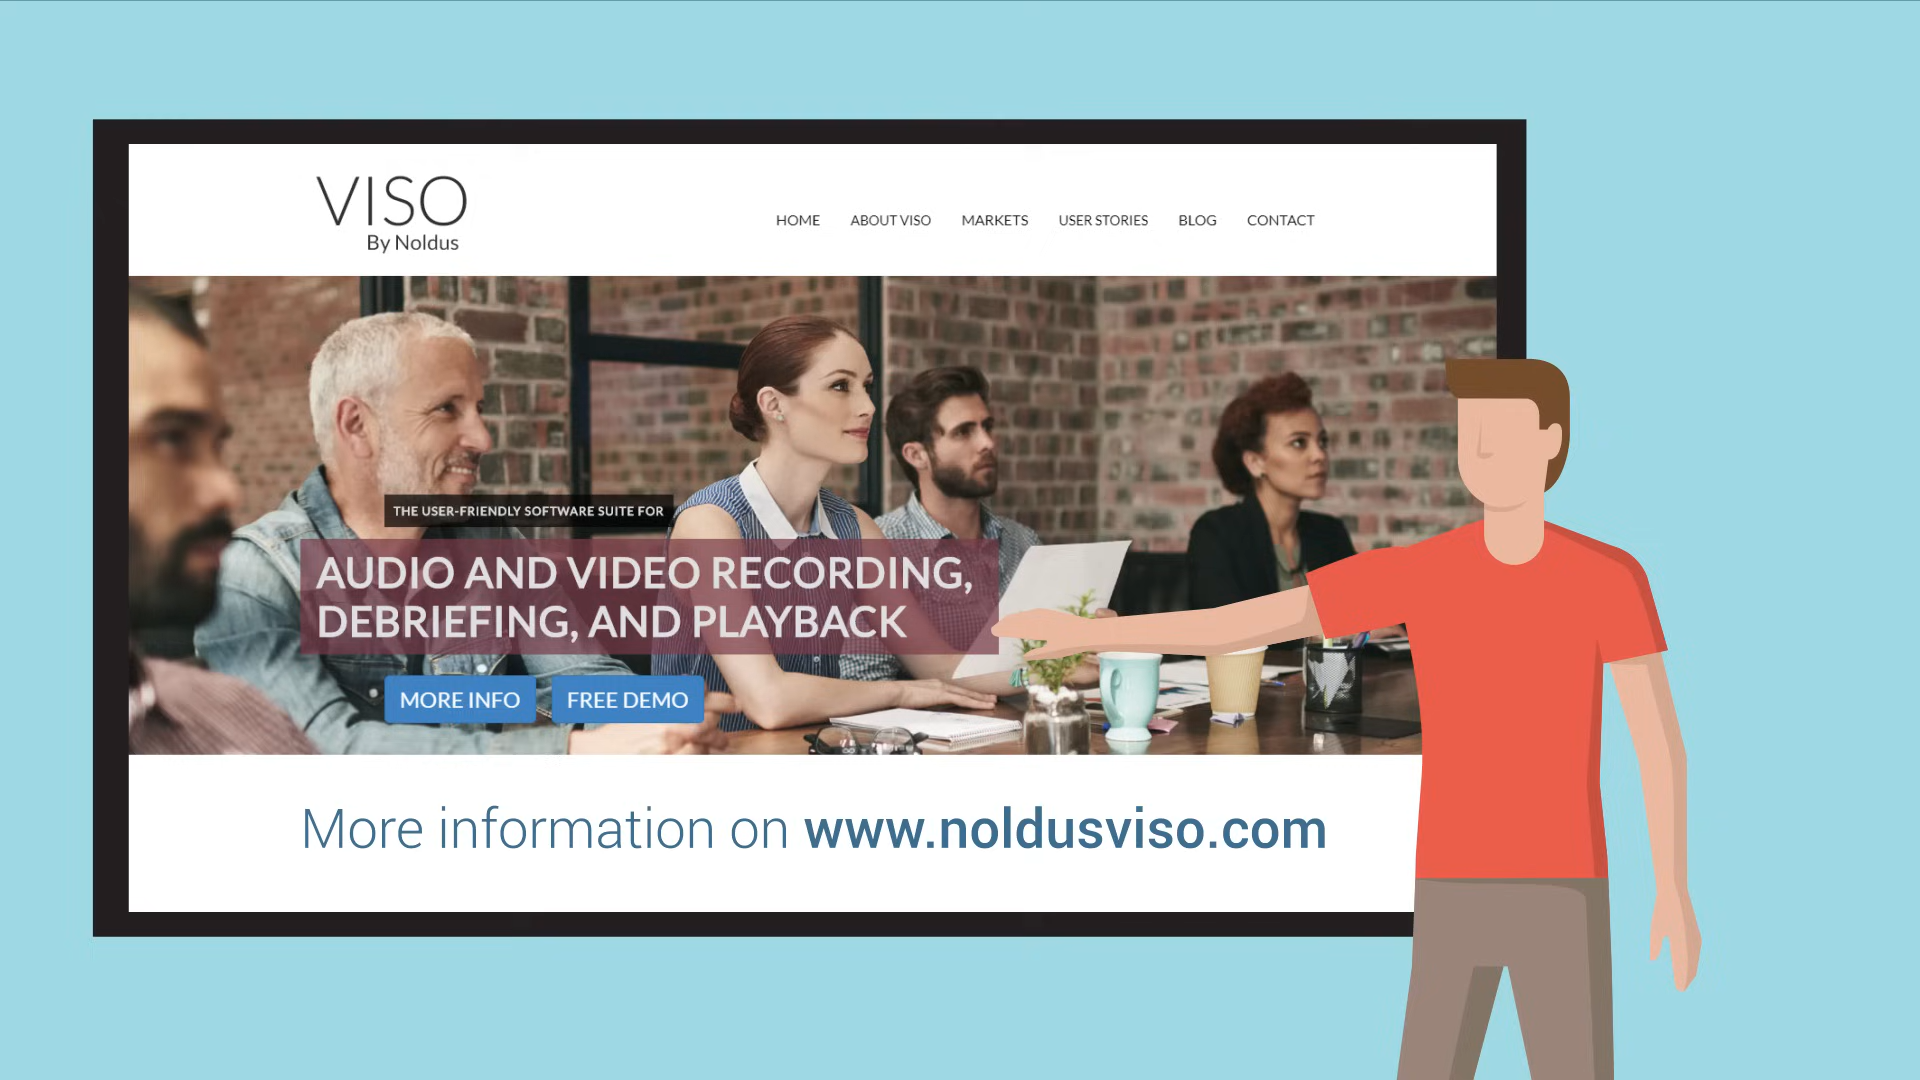 VISO
By Noldus
HOME ABOUT VISO MARKETS USER STORIES BLOG CONTACT
THE USER-FRIENDLY SOFTWARE SUITE FOR
AUDIO AND VIDEO RECORDING,
DEBRIEFING, AND PLAYBACK
MORE INFO FREE DEMO
More information on www.noldusviso.com